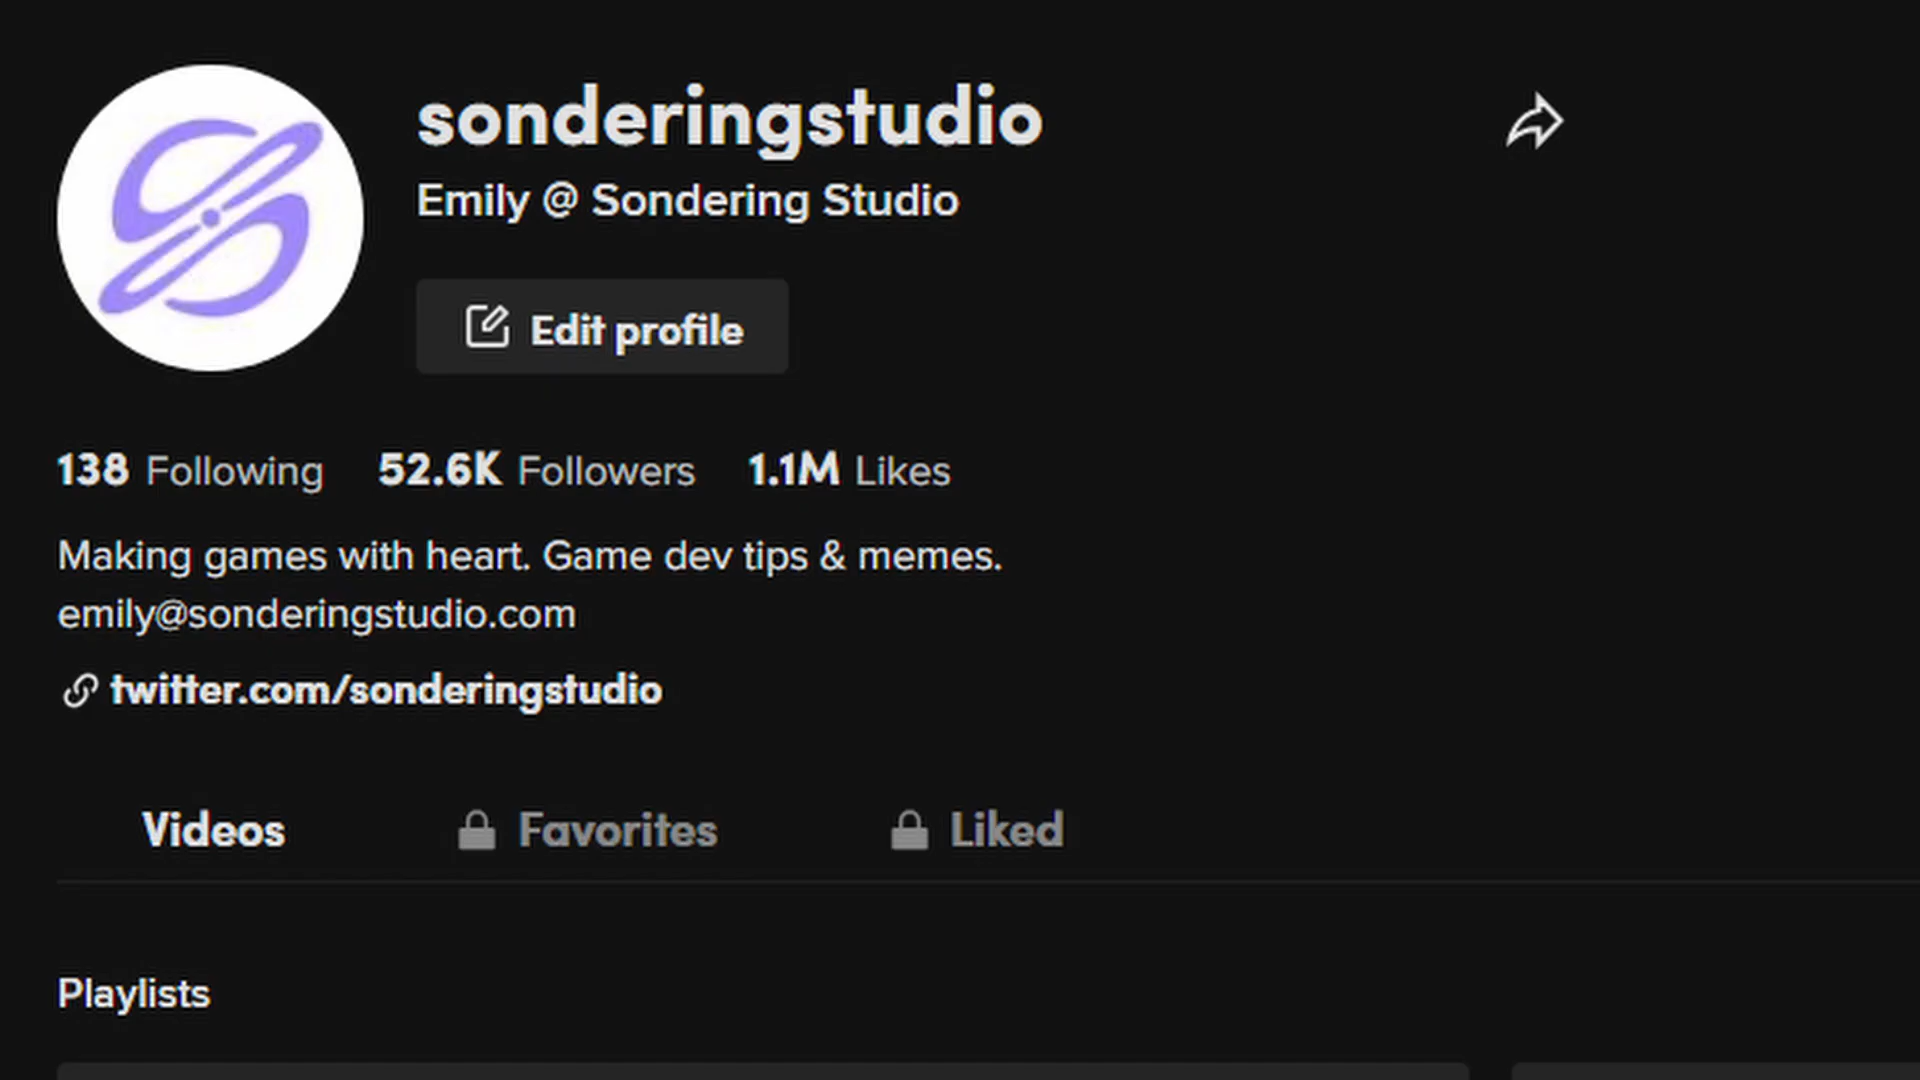 sonderingstudio
Emily @ Sondering Studio
Edit profile
138 Following 52.6K Followers 1.1M Likes
Making games with heart. Game dev tips & memes.
emily@sonderingstudio.com
twitter.com/sonderingstudio
Videos Favorites Liked
Playlists